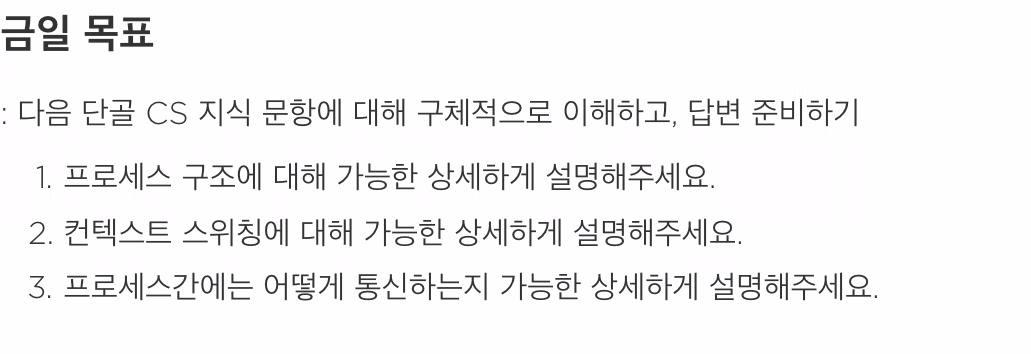 금일 목표
: 다음 단골 CS 지식 문항에 대해 구체적으로 이해하고, 답변 준비하기
1. 프로세스 구조에 대해 가능한 상세하게 설명해주세요.
2. 컨텍스트 스위칭에 대해 가능한 상세하게 설명해주세요.
3. 프로세스간에는 어떻게 통신하는지 가능한 상세하게 설명해주세요.